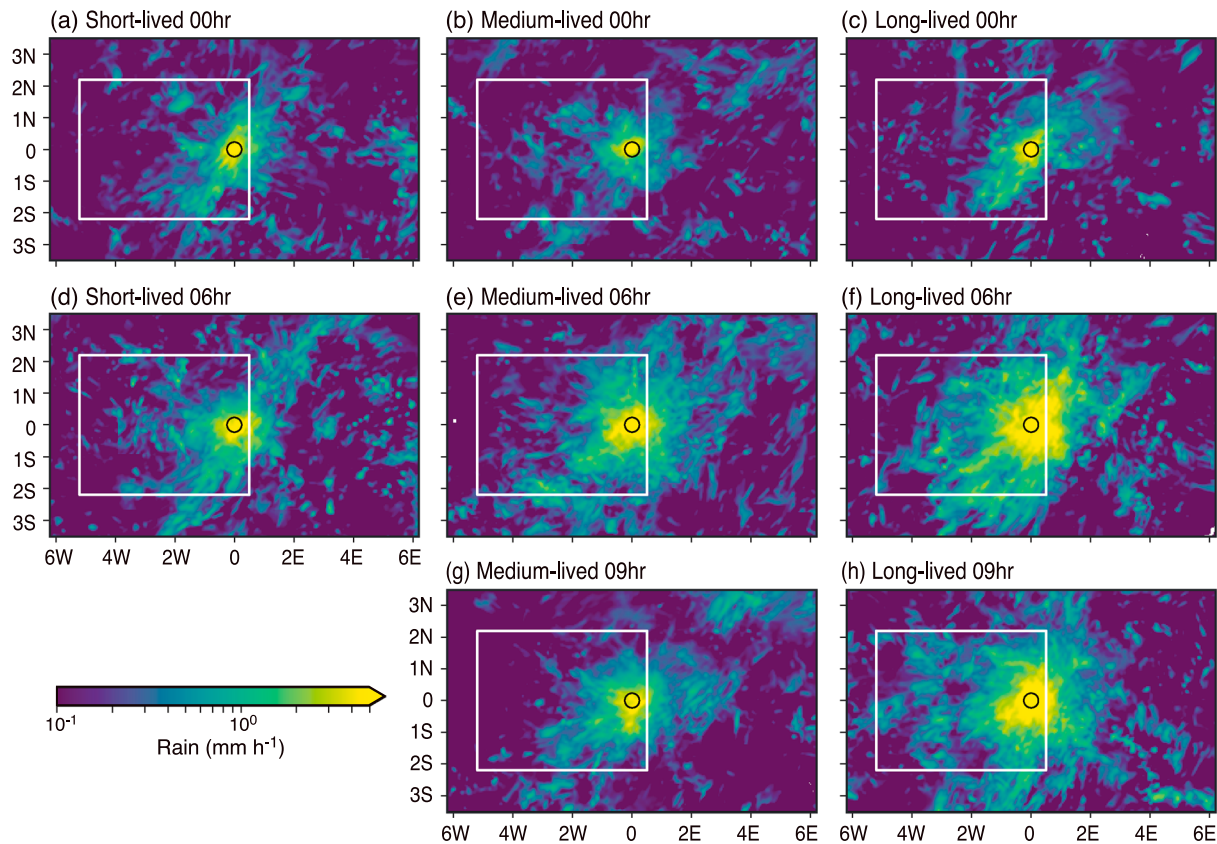 (a) Short-lived 00hr
(b) Medium-lived 00hr
(c) Long-lived 00hr
3N
2N
1N
0
1S
2S
3S
(d) Short-lived 06hr
(e) Medium-lived 06hr
(f) Long-lived 06hr
3N
2N
1N
0
1S
2S
3S
6W 4W 2W 0 2E 4E 6E
(g) Medium-lived 09hr
(h) Long-lived 09hr
3N
2N
1N
0
1S
2S
3S
6W 4W 2W 0 2E 4E 6E
6W 4W 2W 0 2E 4E 6E
10⁻¹ 10⁰
Rain (mm h⁻¹)